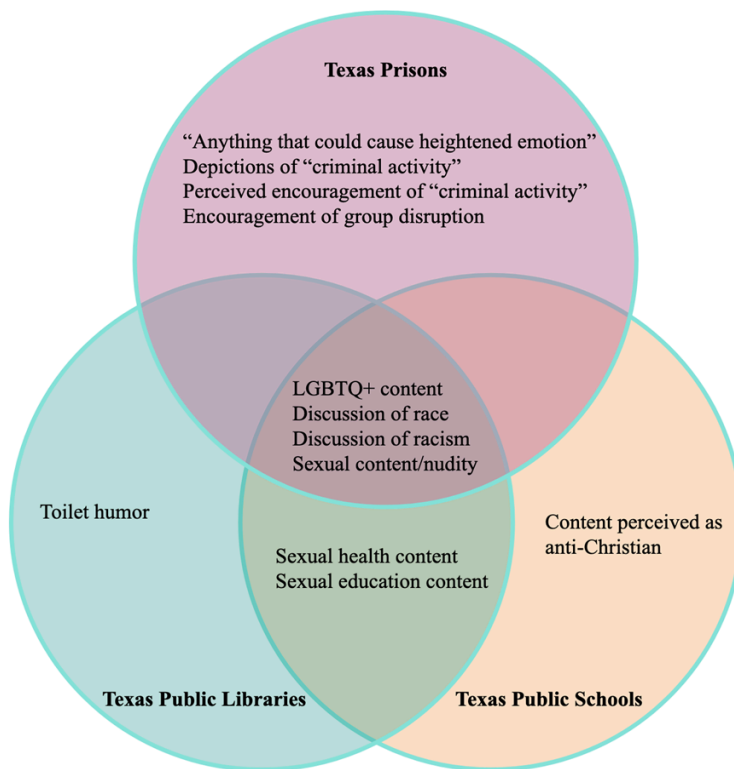 Texas Prisons
“Anything that could cause heightened emotion”
Depictions of “criminal activity”
Perceived encouragement of “criminal activity”
Encouragement of group disruption
LGBTQ+ content
Discussion of race
Discussion of racism
Sexual content/nudity
Toilet humor
Content perceived as
anti-Christian
Sexual health content
Sexual education content
Texas Public Libraries
Texas Public Schools